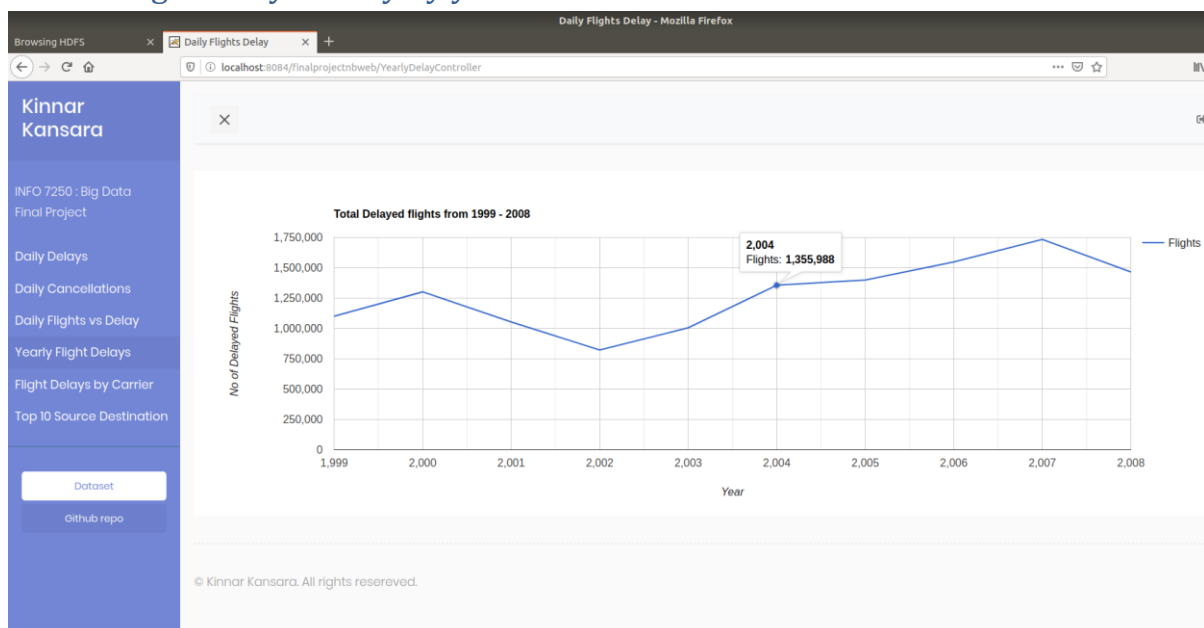 Daily Flights Delay - Mozilla Firefox
Browsing HDFS
Daily Flights Delay
localhost:8084/finalprojectnbweb/YearlyDelayController
Kinnar
Kansara
INFO 7250 : Big Data
Final Project
Daily Delays
Daily Cancellations
Daily Flights vs Delay
Yearly Flight Delays
Flight Delays by Carrier
Top 10 Source Destination
Dataset
Github repo
Total Delayed flights from 1999 - 2008
1,750,000
1,500,000
1,250,000
1,000,000
750,000
500,000
250,000
0
No of Delayed Flights
2,004
Flights: 1,355,988
Flights
1,999 2,000 2,001 2,002 2,003 2,004 2,005 2,006 2,007 2,008
Year
© Kinnar Kansara. All rights resereved.